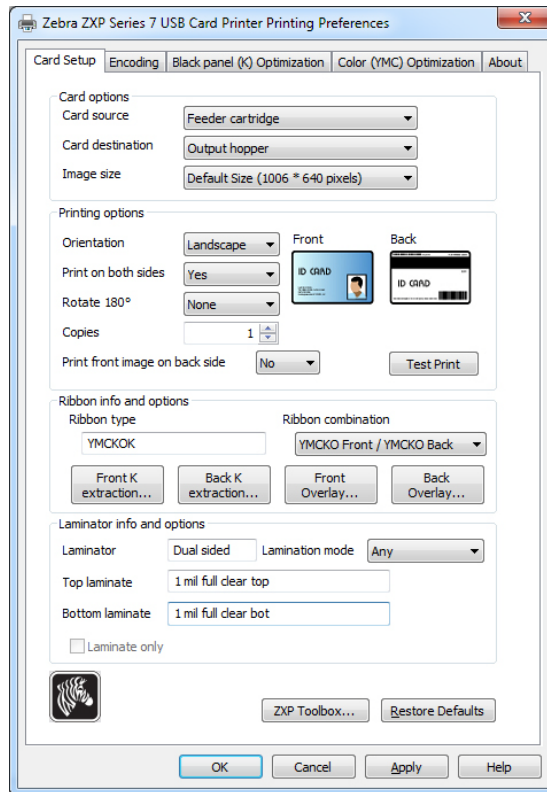 Zebra ZXP Series 7 USB Card Printer Printing Preferences
Card Setup Encoding Black panel (K) Optimization Color (YMC) Optimization About
Card options
Card source Feeder cartridge
Card destination Output hopper
Image size Default Size (1006 * 640 pixels)
Printing options
Orientation Landscape Front Back
Print on both sides Yes
ID CARD
ID CARD
Rotate 180° None
Copies 1
Print front image on back side No Test Print
Ribbon info and options
Ribbon type Ribbon combination
YMCKOK YMCKO Front / YMCKO Back
Front K extraction... Back K extraction... Front Overlay... Back Overlay...
Laminator info and options
Laminator Dual sided Lamination mode Any
Top laminate 1 mil full clear top
Bottom laminate 1 mil full clear bot
Laminate only
ZXP Toolbox... Restore Defaults
OK Cancel Apply Help